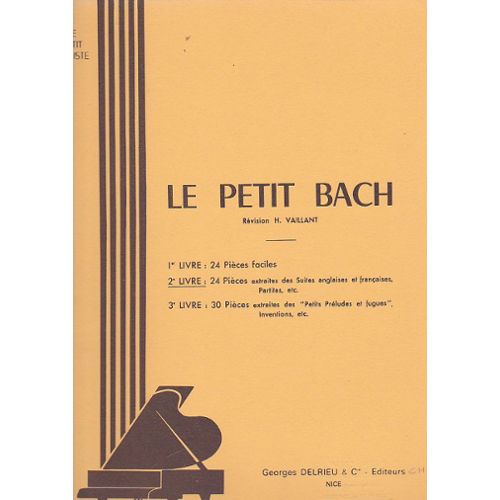 LE PETIT BACH
Révision H. VAILLANT
1er LIVRE : 24 Pièces faciles
2e LIVRE : 24 Pièces extraites des Suites anglaises et françaises,
Partitas, etc.
3e LIVRE : 30 Pièces extraites des "Petits Préludes et fugues",
Inventions, etc.
Georges DELRIEU & Cie - Editeurs
NICE